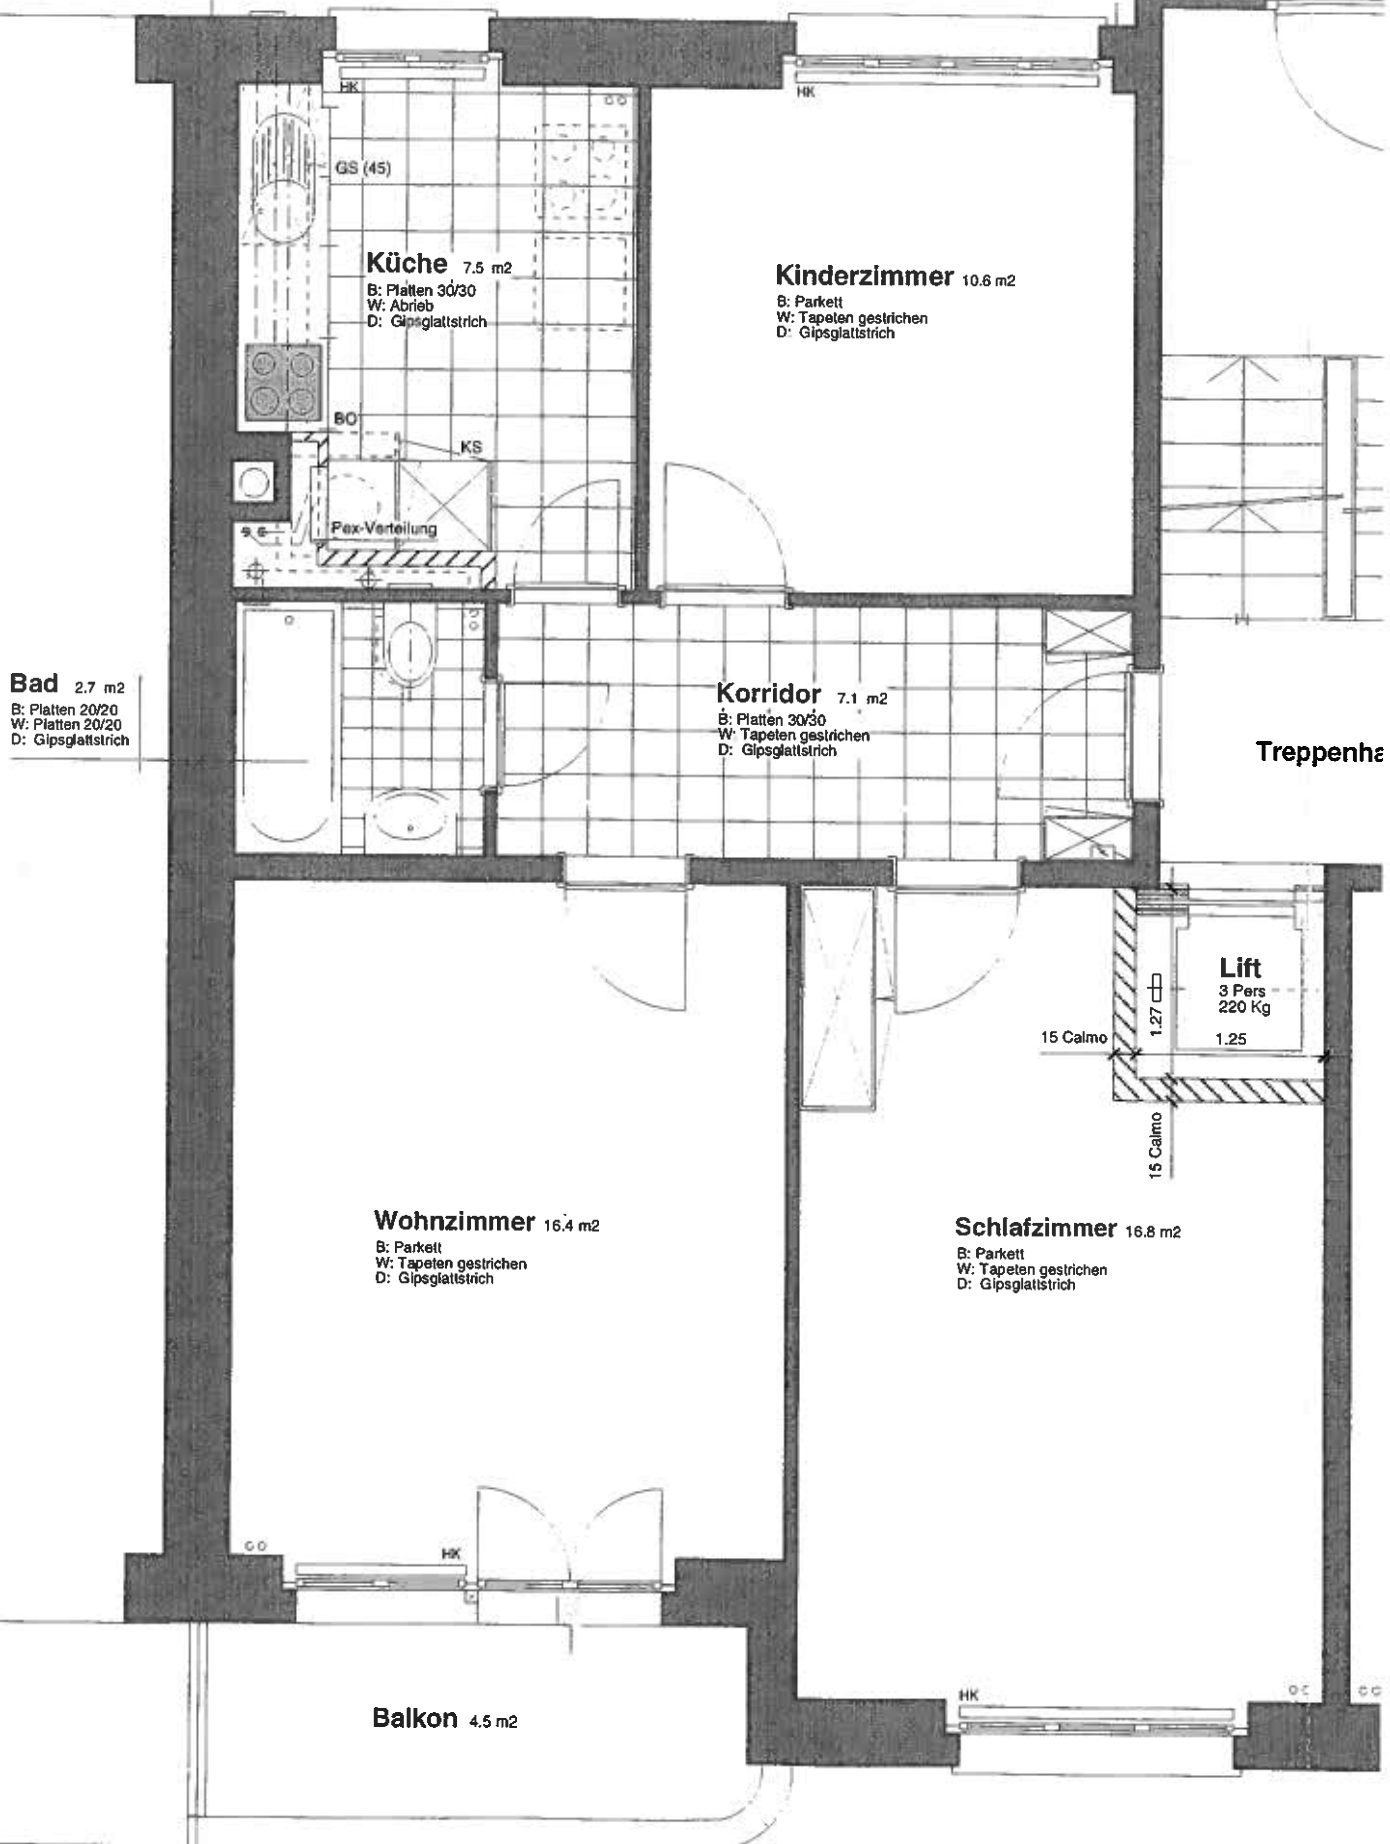 HK
HK
GS (45)
Küche 7.5 m2
B: Platten 30/30
W: Abrieb
D: Gipsglattstrich
Kinderzimmer 10.6 m2
B: Parkett
W: Tapeten gestrichen
D: Gipsglattstrich
BO
KS
Pex-Verteilung
Bad 2.7 m2
B: Platten 20/20
W: Platten 20/20
D: Gipsglattstrich
Korridor 7.1 m2
B: Platten 30/30
W: Tapeten gestrichen
D: Gipsglattstrich
Treppenha
Lift
3 Pers
220 Kg
1.27
1.25
15 Calmo
15 Calmo
Wohnzimmer 16.4 m2
B: Parkett
W: Tapeten gestrichen
D: Gipsglattstrich
Schlafzimmer 16.8 m2
B: Parkett
W: Tapeten gestrichen
D: Gipsglattstrich
HK
HK
Balkon 4.5 m2